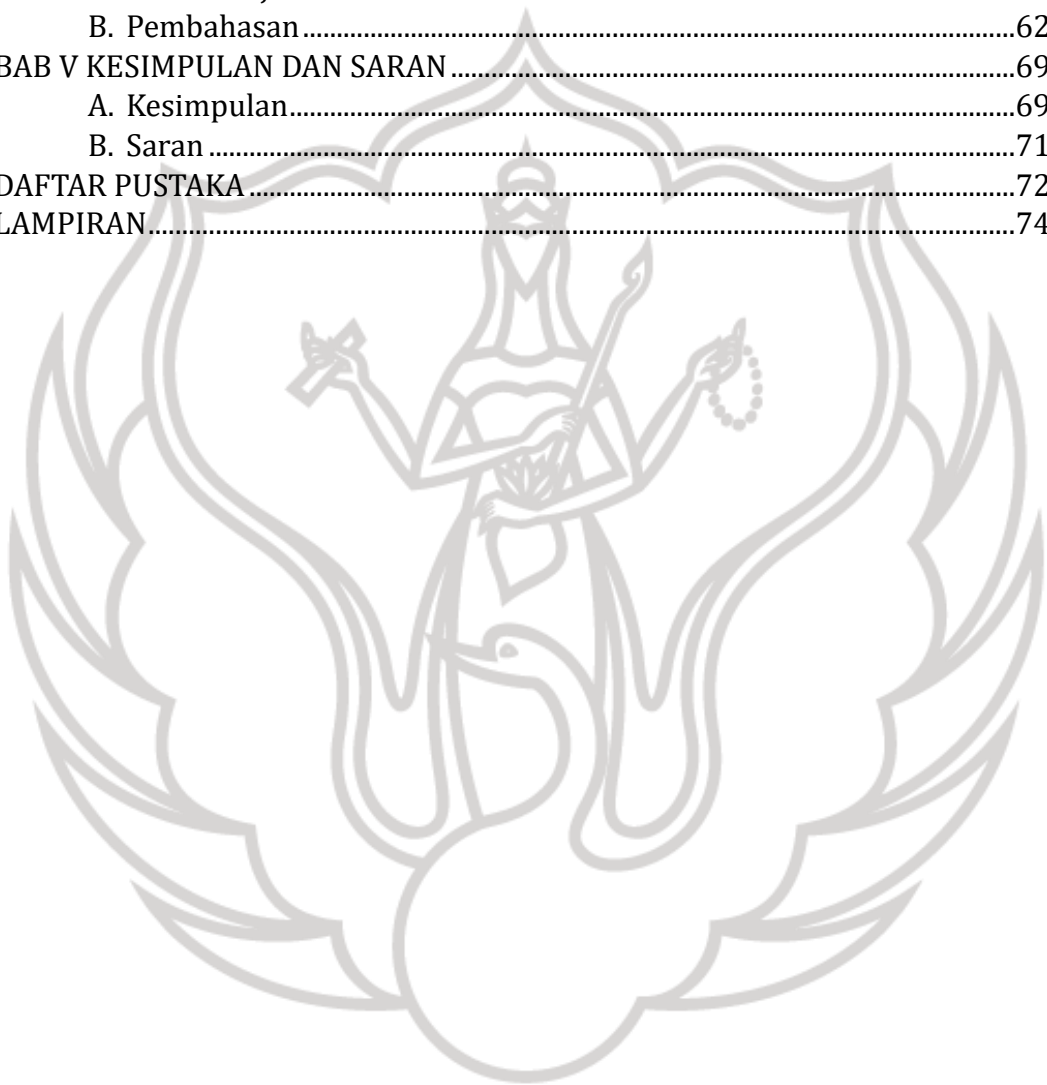 B. Pembahasan.....62
BAB V KESIMPULAN DAN SARAN.....69
A. Kesimpulan.....69
B. Saran.....71
DAFTAR PUSTAKA.....72
LAMPIRAN.....74